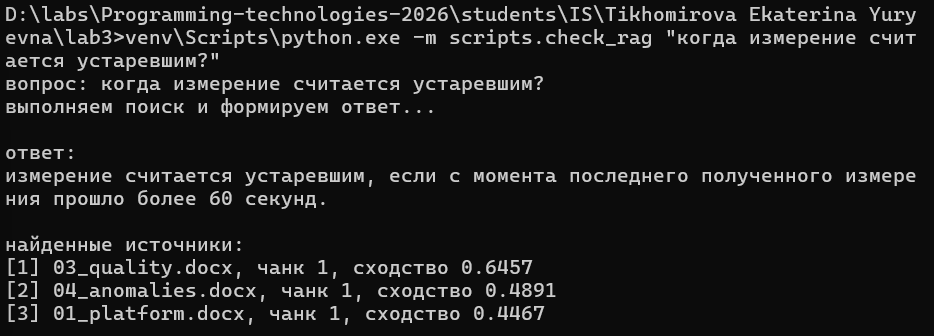 D:\labs\Programming-technologies-2026\students\IS\Tikhomirova Ekaterina Yury
evna\lab3>venv\Scripts\python.exe -m scripts.check_rag "когда измерение счит
ается устаревшим?"
вопрос: когда измерение считается устаревшим?
выполняем поиск и формируем ответ...
ответ:
измерение считается устаревшим, если с момента последнего полученного измере
ния прошло более 60 секунд.
найденные источники:
[1] 03_quality.docx, чанк 1, сходство 0.6457
[2] 04_anomalies.docx, чанк 1, сходство 0.4891
[3] 01_platform.docx, чанк 1, сходство 0.4467